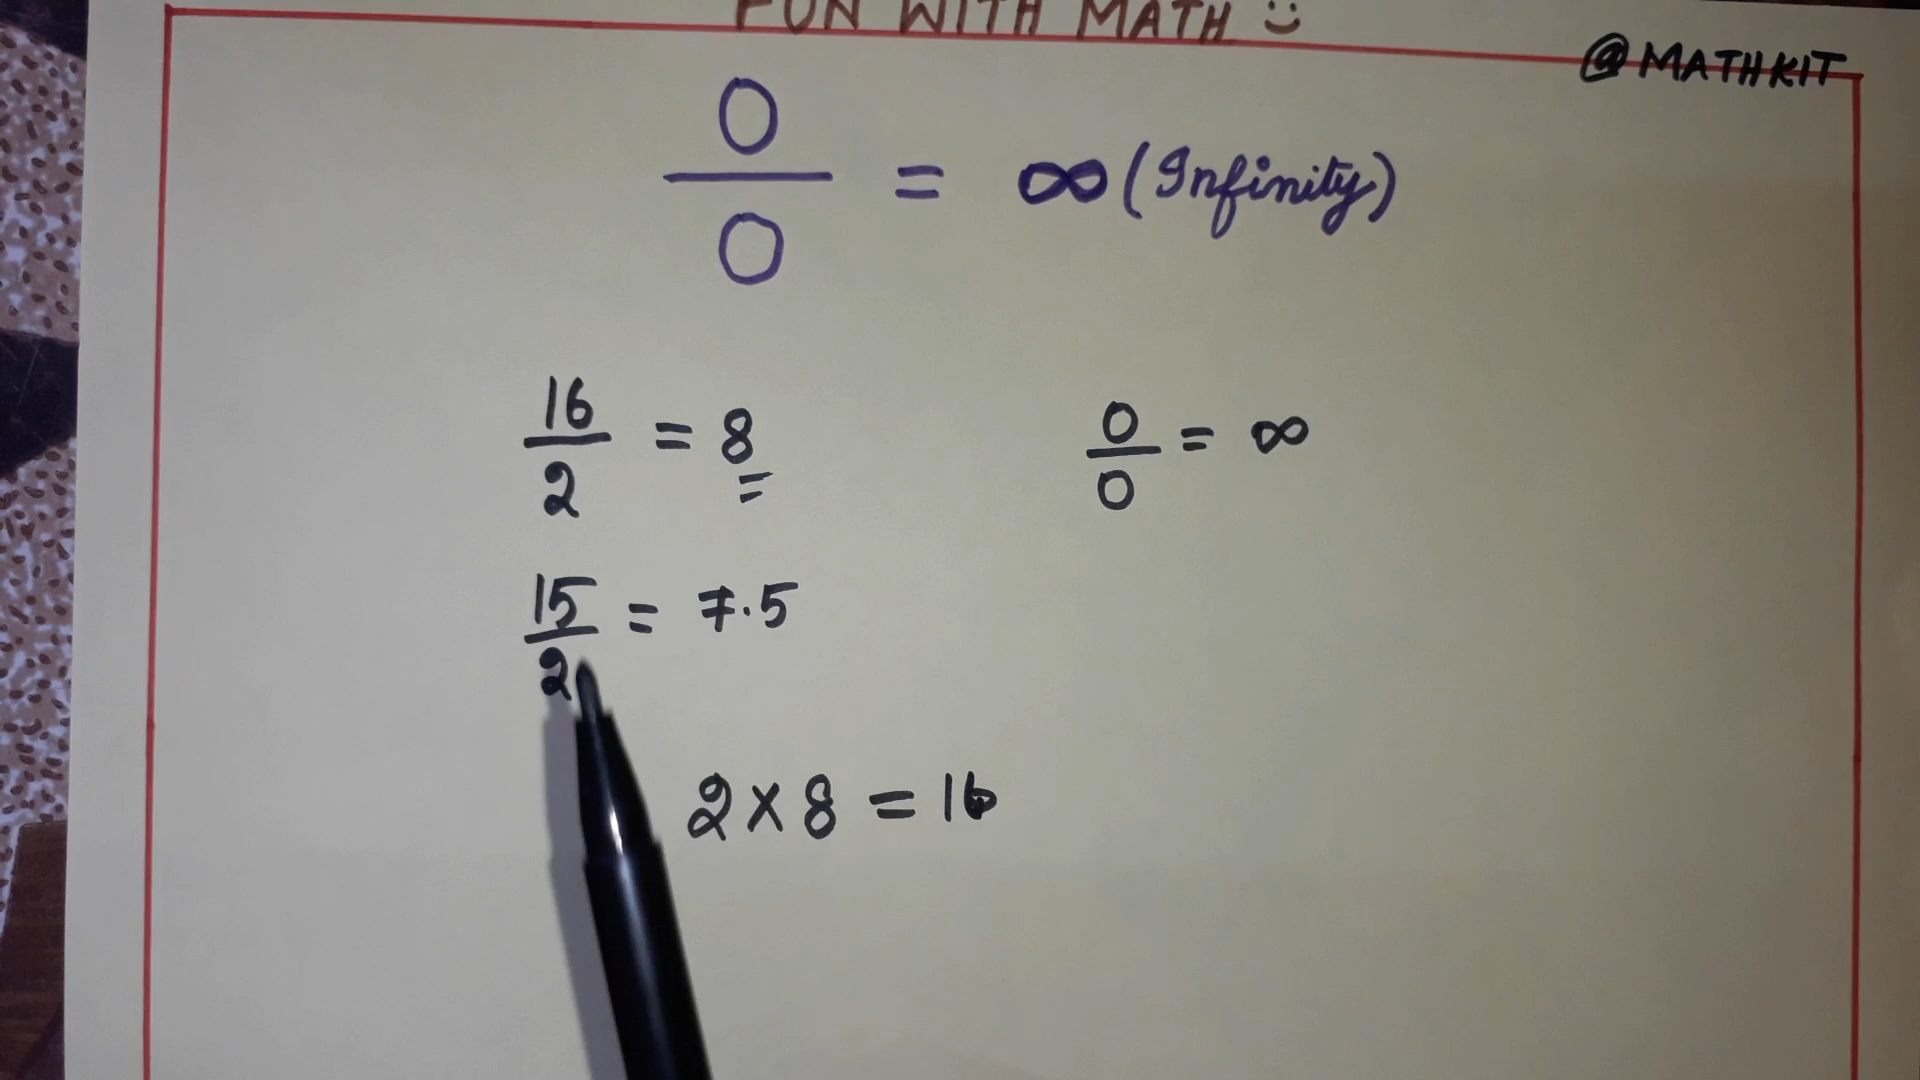 FUN WITH MATH
@MATHKIT
0/0 = ∞ (Infinity)
16/2 = 8
0/0 = ∞
15/2 = 7.5
2 × 8 = 16